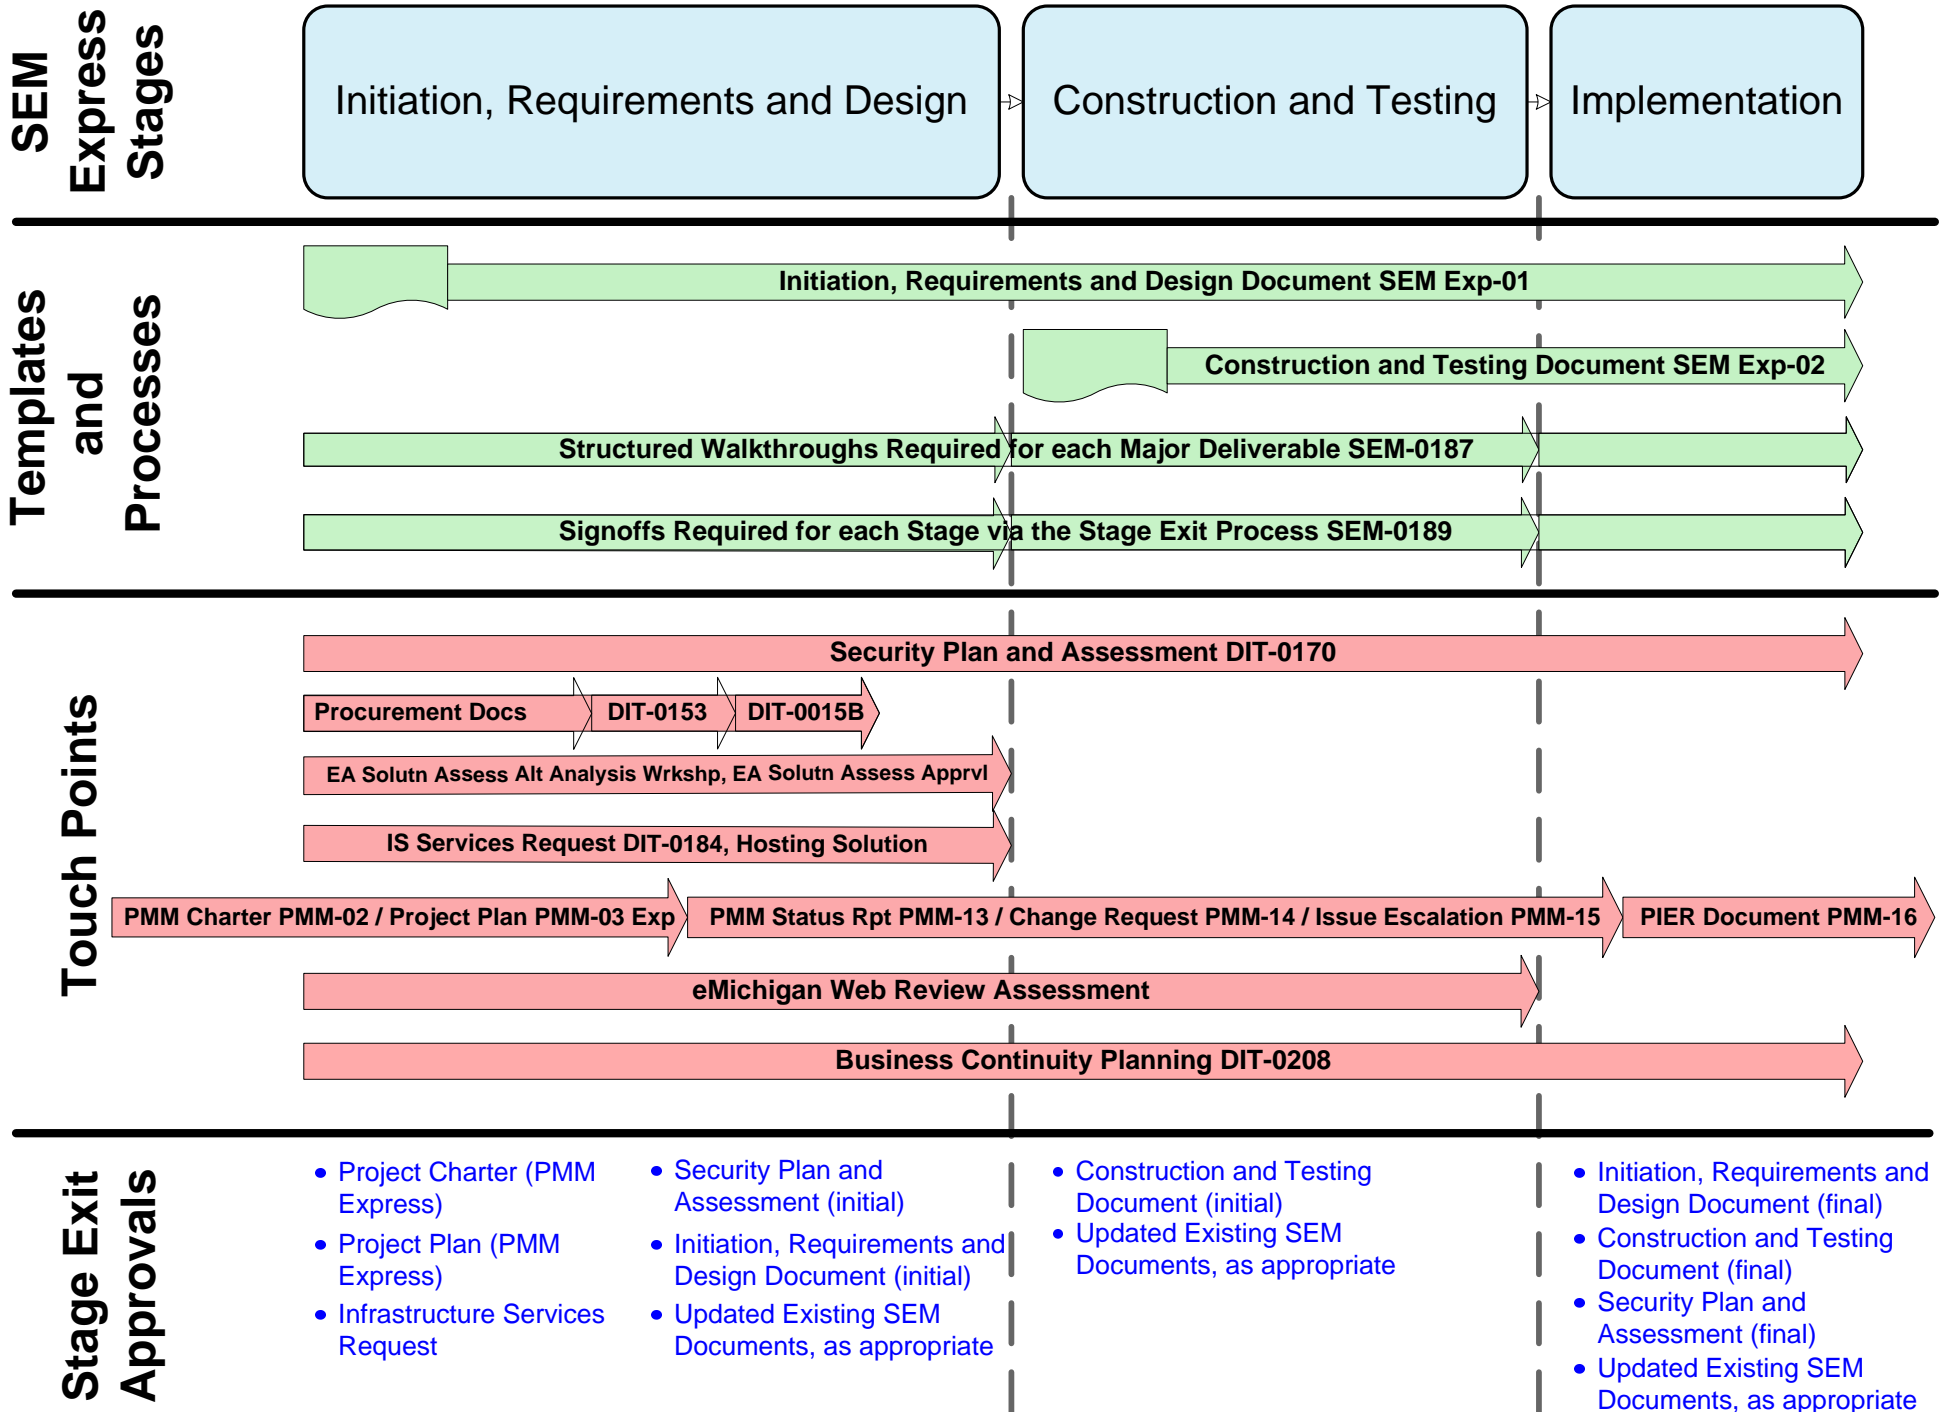 SEM
Express
Stages
Initiation, Requirements and Design
Construction and Testing
Implementation
Templates
and
Processes
Initiation, Requirements and Design Document SEM Exp-01
Construction and Testing Document SEM Exp-02
Structured Walkthroughs Required for each Major Deliverable SEM-0187
Signoffs Required for each Stage via the Stage Exit Process SEM-0189
Touch Points
Security Plan and Assessment DIT-0170
Procurement Docs
DIT-0153
DIT-0015B
EA Solutn Assess Alt Analysis Wrkshp, EA Solutn Assess Apprvl
IS Services Request DIT-0184, Hosting Solution
PMM Charter PMM-02 / Project Plan PMM-03 Exp
PMM Status Rpt PMM-13 / Change Request PMM-14 / Issue Escalation PMM-15
PIER Document PMM-16
eMichigan Web Review Assessment
Business Continuity Planning DIT-0208
Stage Exit
Approvals
• Project Charter (PMM
Express)
• Project Plan (PMM
Express)
• Infrastructure Services
Request
• Security Plan and
Assessment (initial)
• Initiation, Requirements and
Design Document (initial)
• Updated Existing SEM
Documents, as appropriate
• Construction and Testing
Document (initial)
• Updated Existing SEM
Documents, as appropriate
• Initiation, Requirements and
Design Document (final)
• Construction and Testing
Document (final)
• Security Plan and
Assessment (final)
• Updated Existing SEM
Documents, as appropriate